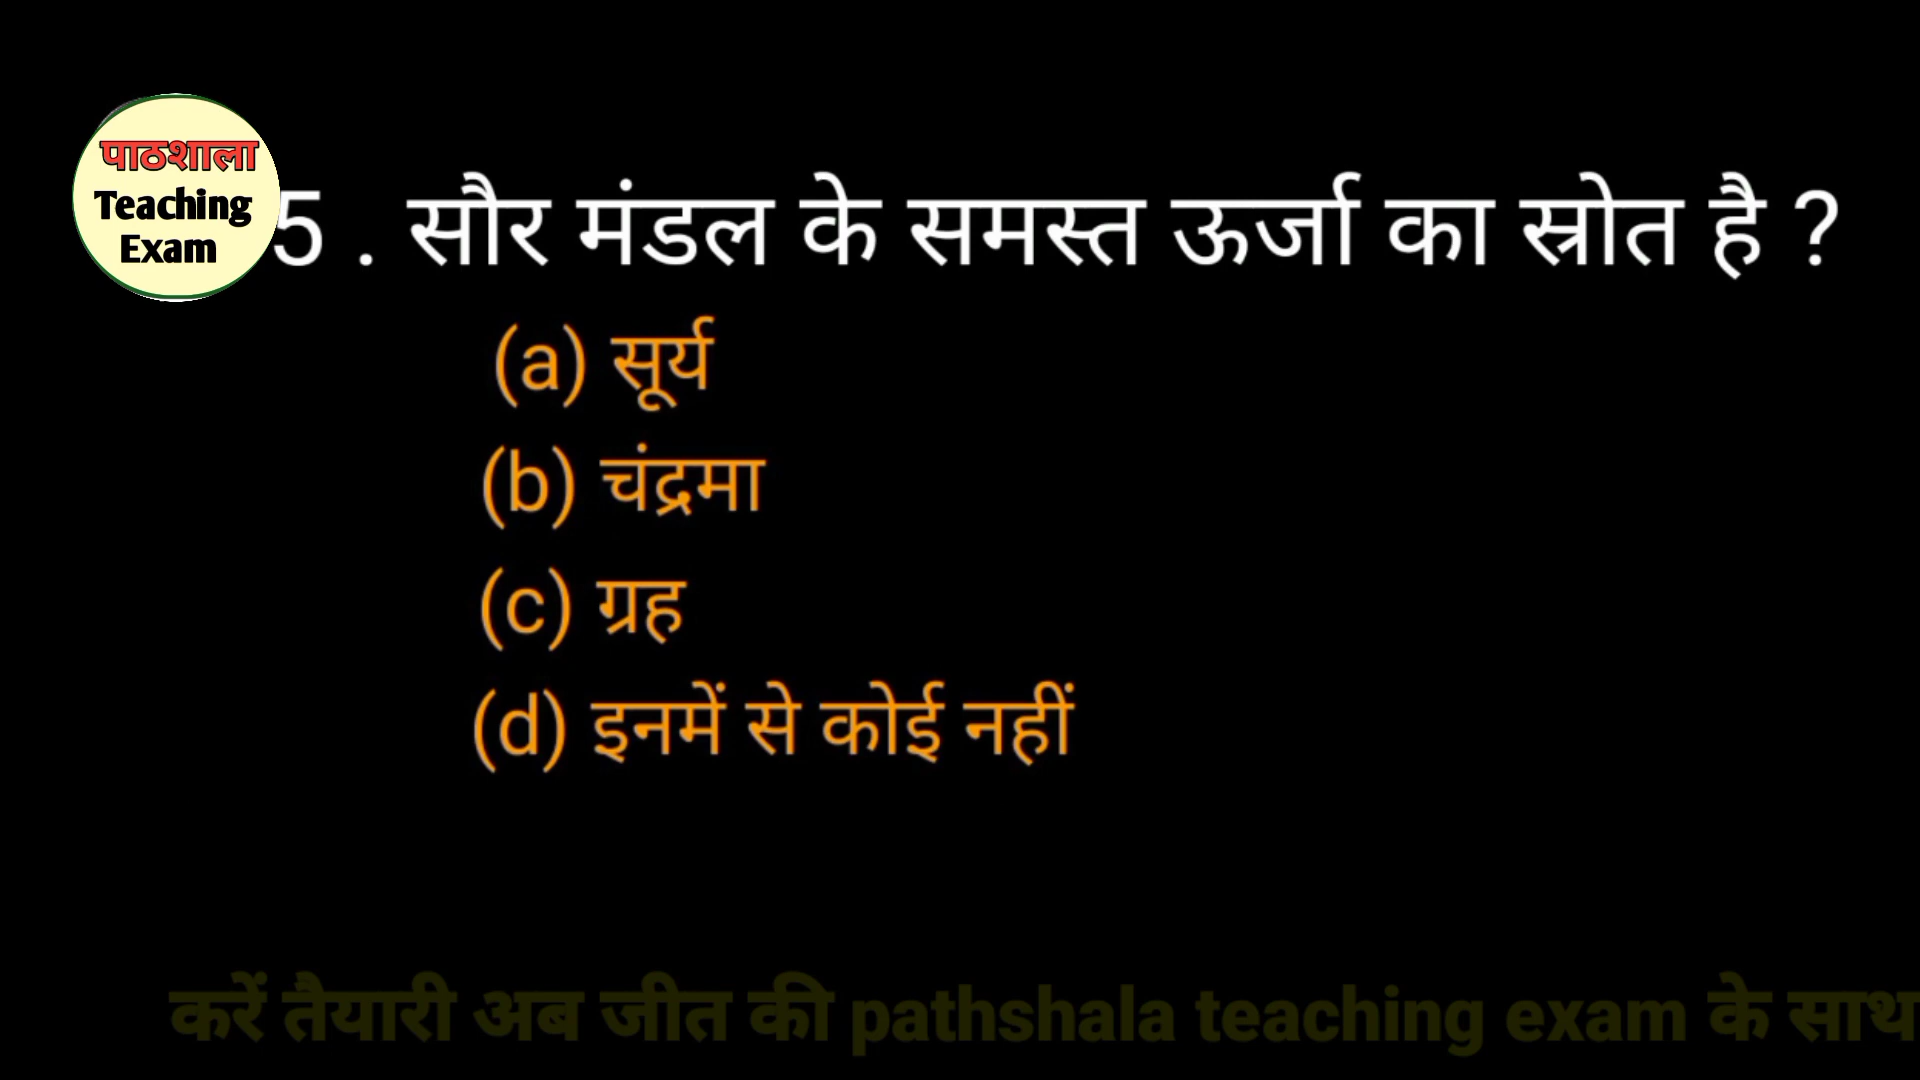 पाठशाला
Teaching
Exam
5 . सौर मंडल के समस्त ऊर्जा का स्रोत है ?
(a) सूर्य
(b) चंद्रमा
(c) ग्रह
(d) इनमें से कोई नहीं
करें तैयारी अब जीत की pathshala teaching exam के साथ